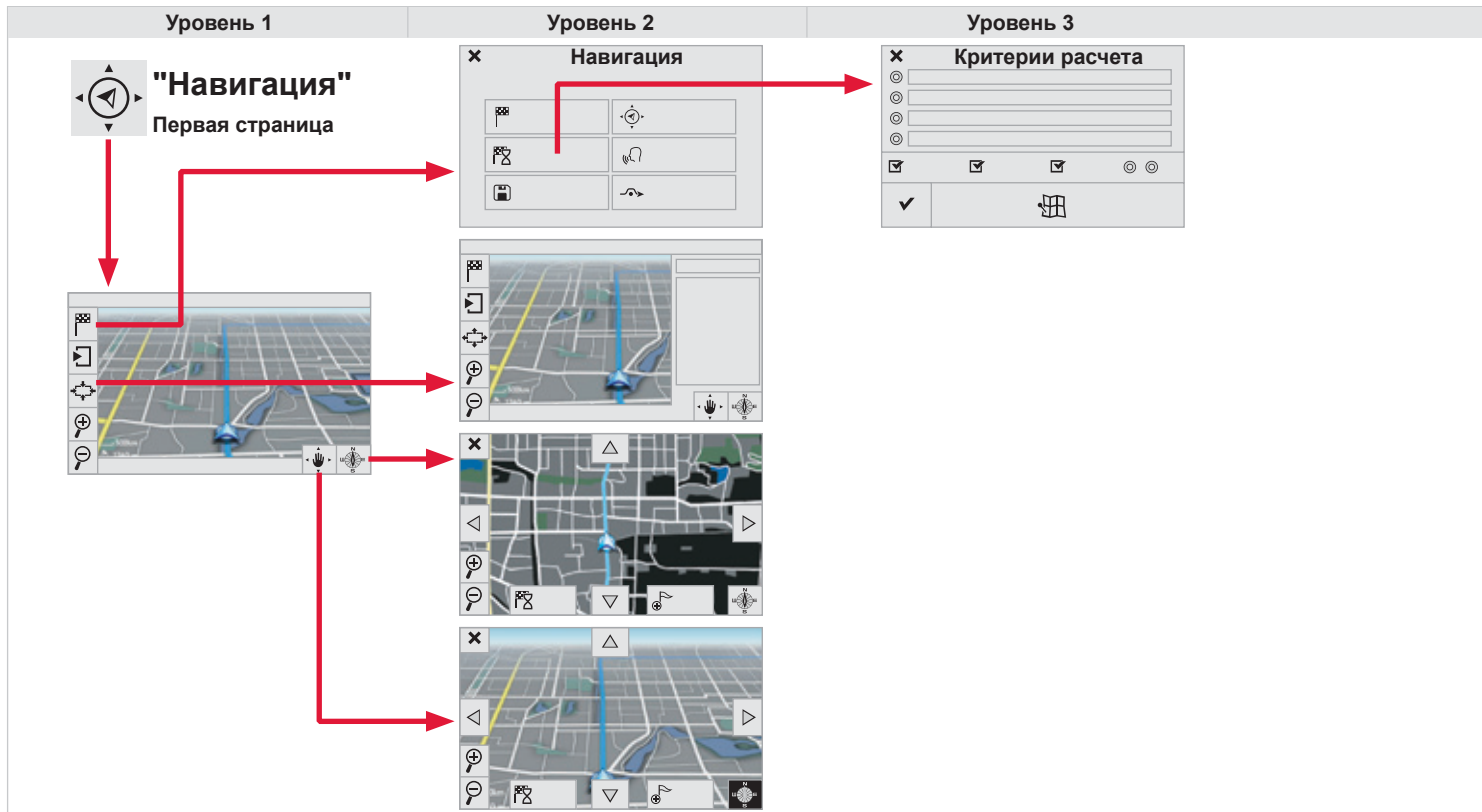 Уровень 1 Уровень 2 Уровень 3
"Навигация"
Первая страница
Навигация
Критерии расчета